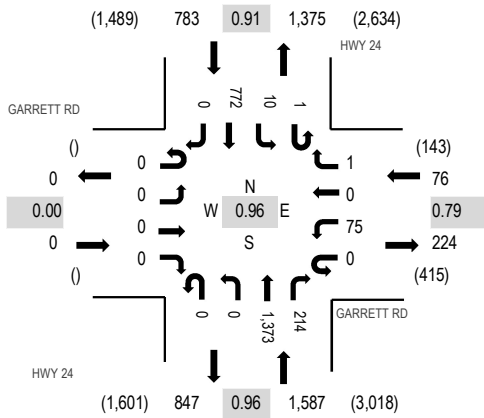 (1,489) 783 0.91 1,375 (2,634)
HWY 24
GARRETT RD
0 772 10 1
() 0 1 (143)
0 0 0 76
0.00 0 75 0.79
0 0 0 224
() (415)
N
W 0.96 E
S
0 0 1,373 214
GARRETT RD
HWY 24
(1,601) 847 0.96 1,587 (3,018)